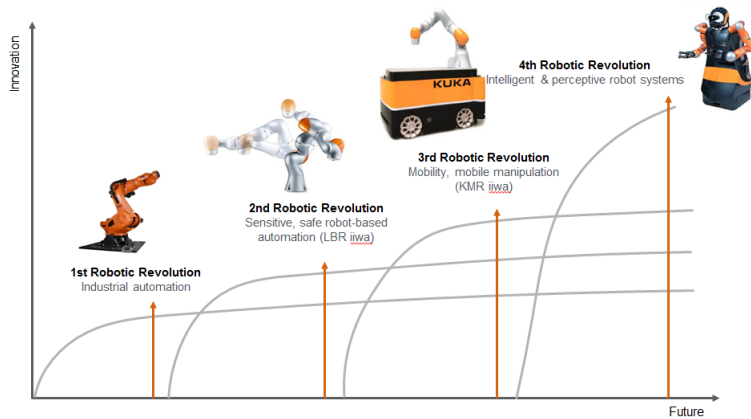 Innovation
4th Robotic Revolution
Intelligent & perceptive robot systems
KUKA
3rd Robotic Revolution
Mobility, mobile manipulation
(KMR iiwa)
2nd Robotic Revolution
Sensitive, safe robot-based
automation (LBR iiwa)
1st Robotic Revolution
Industrial automation
Future